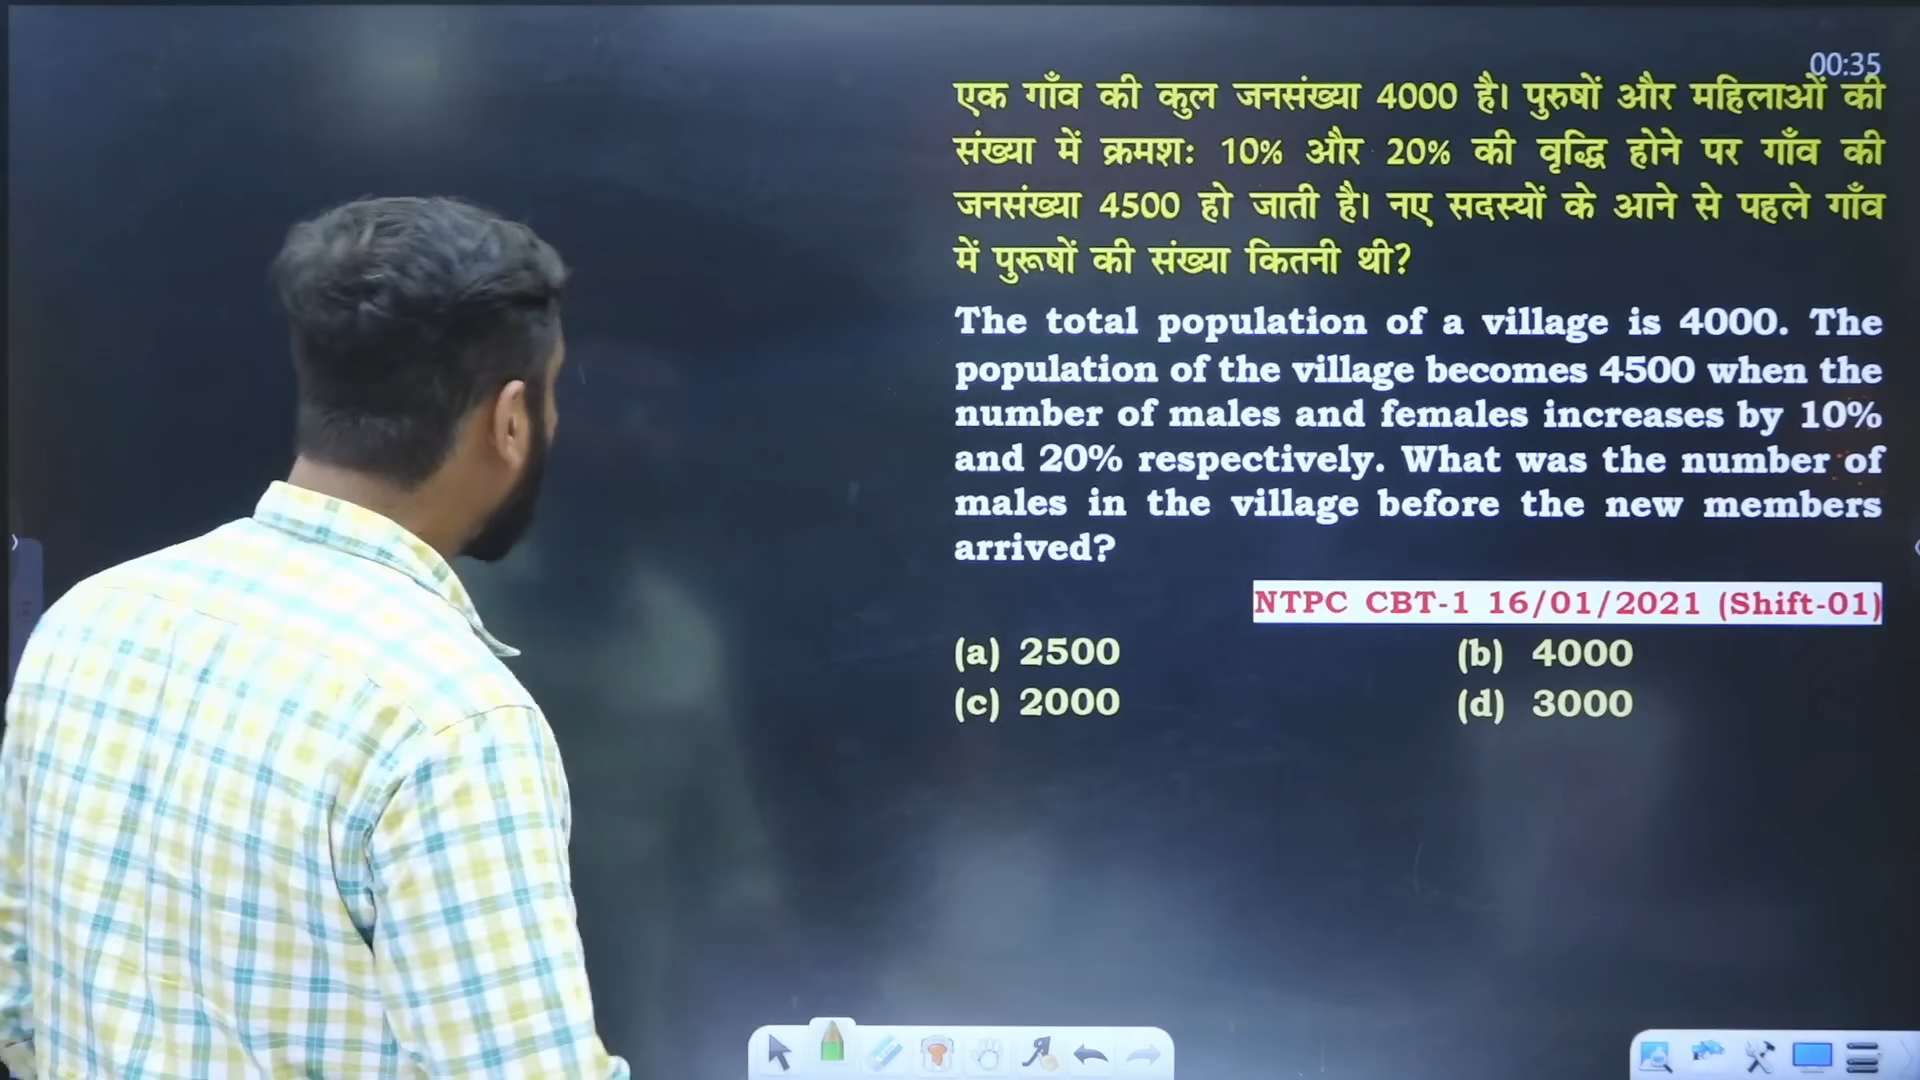 00:35
एक गाँव की कुल जनसंख्या 4000 है। पुरुषों और महिलाओं की
संख्या में क्रमशः 10% और 20% की वृद्धि होने पर गाँव की
जनसंख्या 4500 हो जाती है। नए सदस्यों के आने से पहले गाँव
में पुरूषों की संख्या कितनी थी?
The total population of a village is 4000. The
population of the village becomes 4500 when the
number of males and females increases by 10%
and 20% respectively. What was the number of
males in the village before the new members
arrived?
NTPC CBT-1 16/01/2021 (Shift-01)
(a) 2500 (b) 4000
(c) 2000 (d) 3000